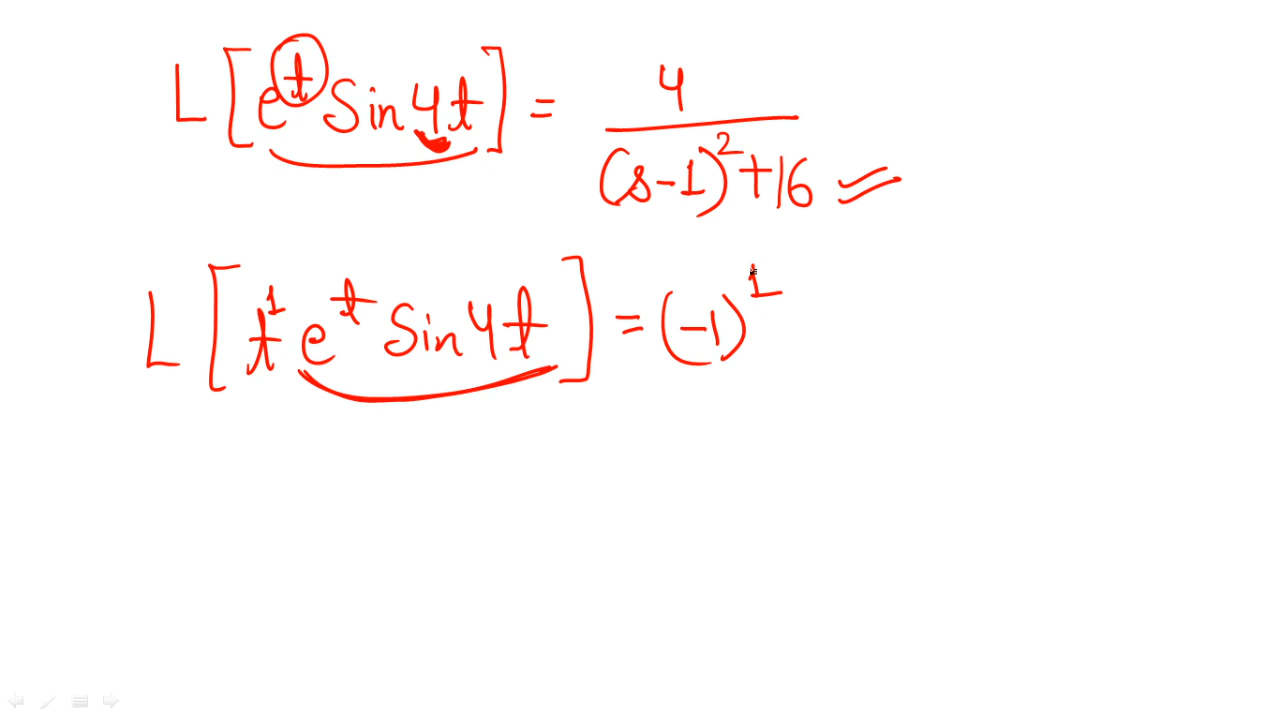 L[e^t Sin 4t] = 4/((s-1)^2+16)
L[t^1 e^t Sin 4t] = (-1)^1